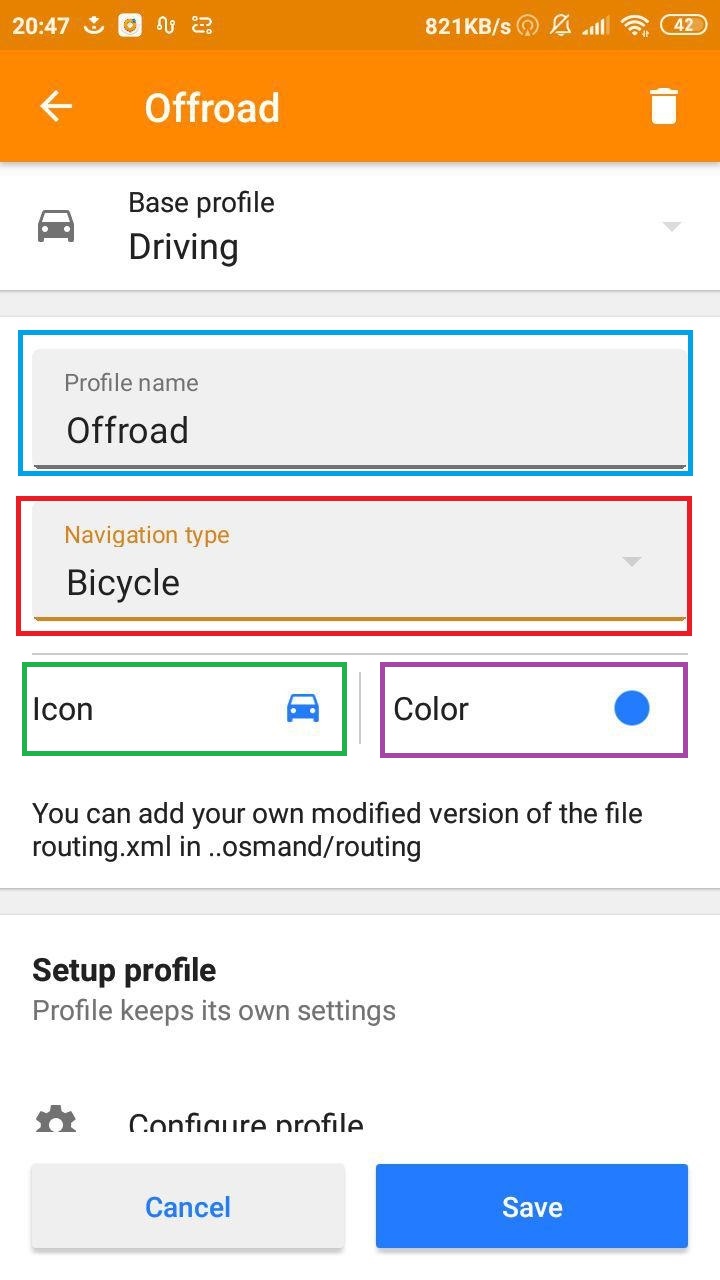 20:47 821KB/s 42
Offroad
Base profile
Driving
Profile name
Offroad
Navigation type
Bicycle
Icon Color
You can add your own modified version of the file
routing.xml in ..osmand/routing
Setup profile
Profile keeps its own settings
Configure profile
Cancel Save